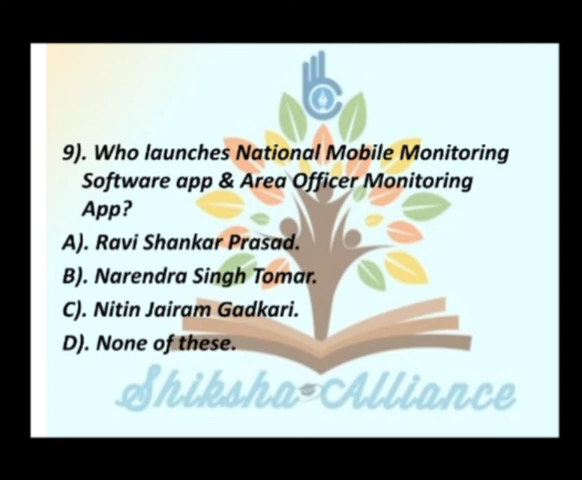 9). Who launches National Mobile Monitoring
Software app & Area Officer Monitoring
App?
A). Ravi Shankar Prasad.
B). Narendra Singh Tomar.
C). Nitin Jairam Gadkari.
D). None of these.
Shiksha Alliance